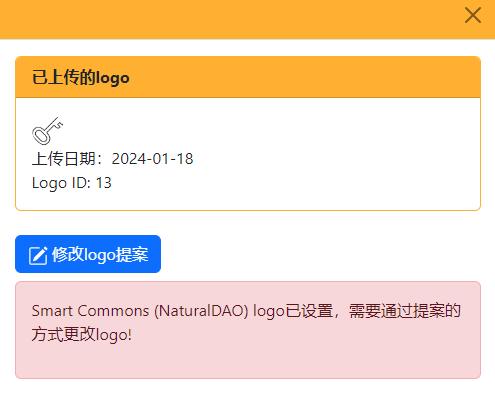 已上传的logo
上传日期：2024-01-18
Logo ID: 13
修改logo提案
Smart Commons (NaturalDAO) logo已设置，需要通过提案的
方式更改logo!